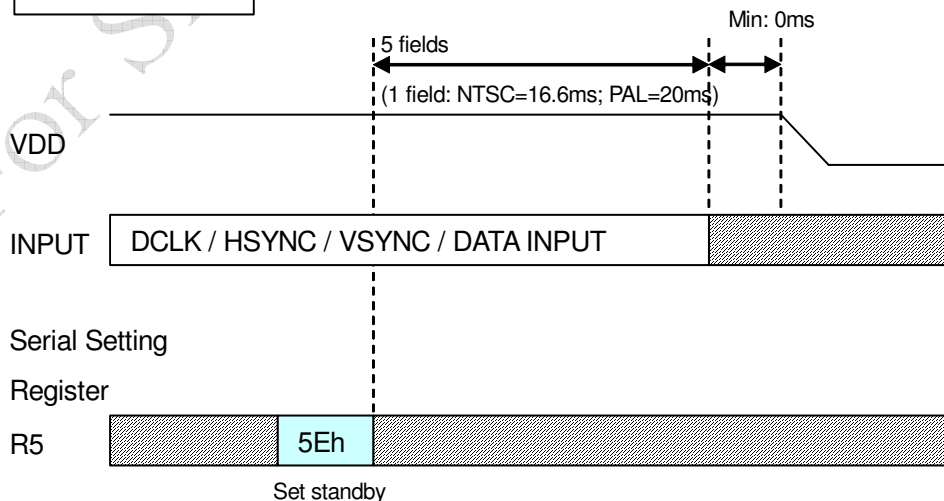 For S
Min: 0ms
5 fields
(1 field: NTSC=16.6ms; PAL=20ms)
VDD
INPUT
DCLK / HSYNC / VSYNC / DATA INPUT
Serial Setting
Register
R5
5Eh
Set standby